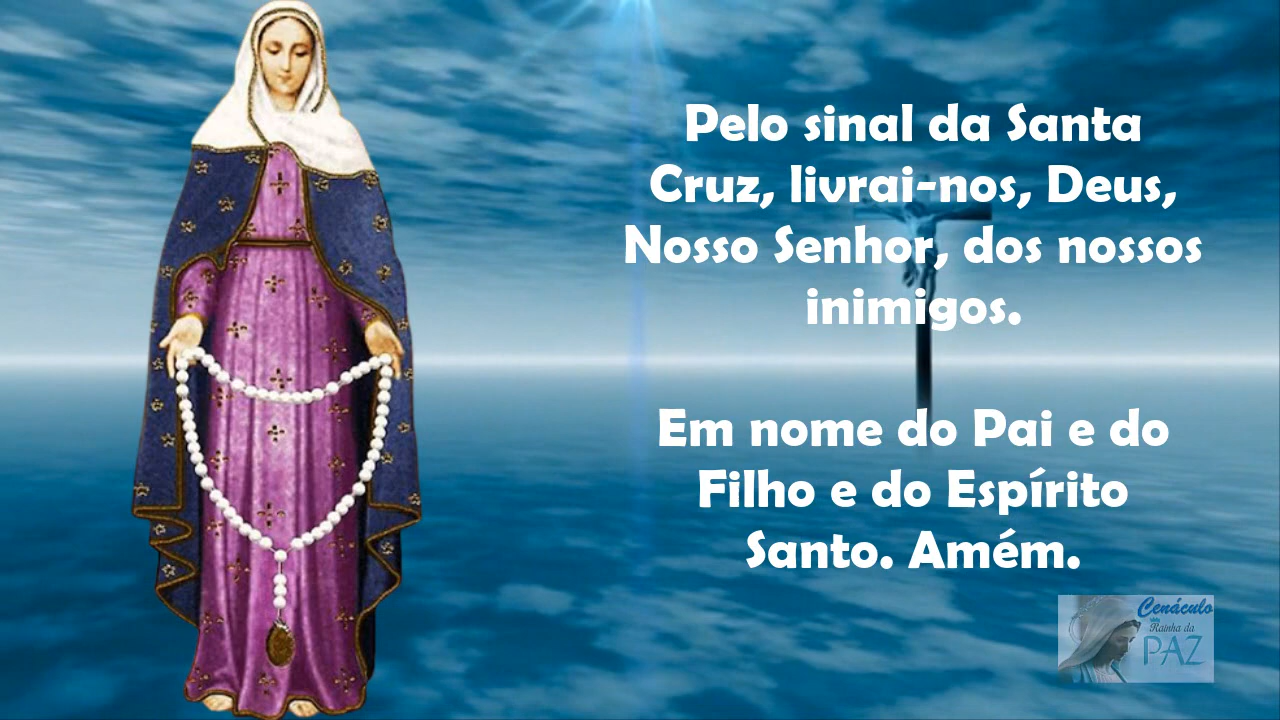 Pelo sinal da Santa
Cruz, livrai-nos, Deus,
Nosso Senhor, dos nossos
inimigos.
Em nome do Pai e do
Filho e do Espírito
Santo. Amém.
Cenáculo
Rainha da
PAZ